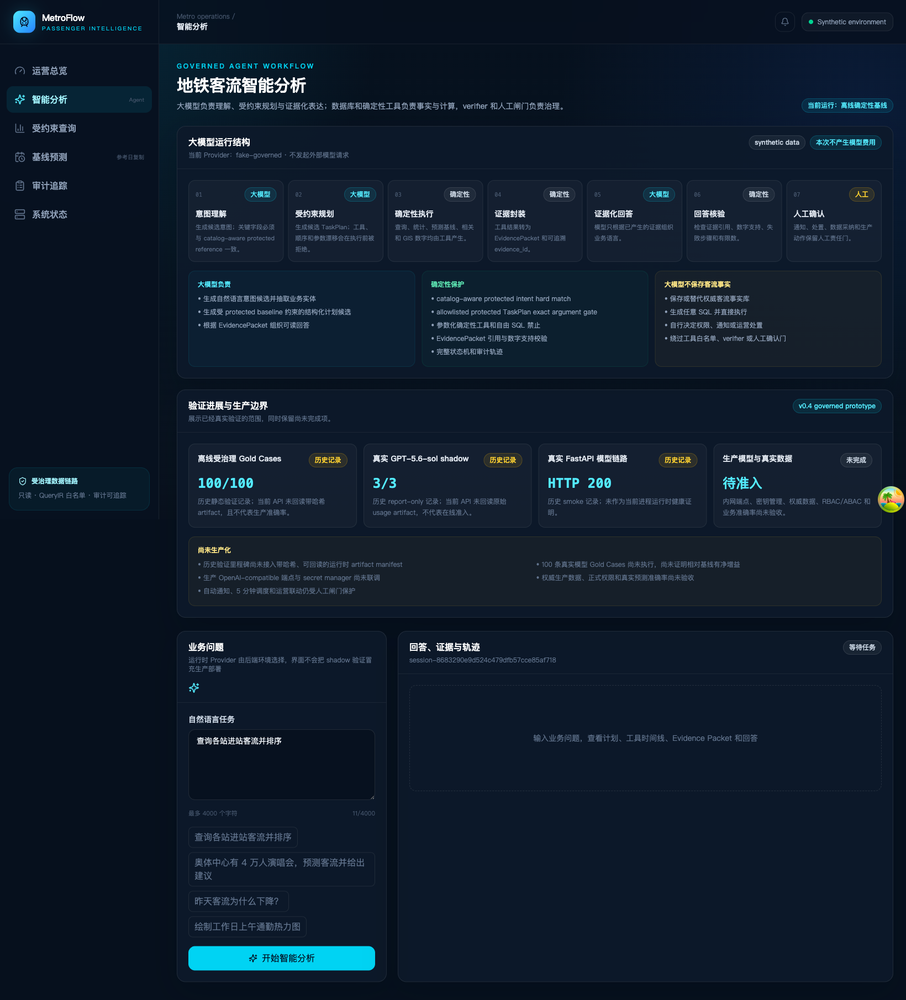 MetroFlow
PASSENGER INTELLIGENCE
运营总览
智能分析
Agent
受约束查询
基线预测
参考日复制
审计追踪
系统状态
受治理数据链路
只读 · QueryIR 白名单 · 审计可追踪
Metro operations /
智能分析
Synthetic environment
GOVERNED AGENT WORKFLOW
地铁客流智能分析
大模型负责理解、受约束规划与证据化表达；数据库和确定性工具负责事实与计算，verifier 和人工闸门负责治理。
当前运行：离线确定性基线
大模型运行结构
当前 Provider：fake-governed · 不发起外部模型请求
synthetic data
本次不产生模型费用
01
大模型
意图理解
生成候选意图；关键字段必须
与 catalog-aware protected
reference 一致。
02
大模型
受约束规划
生成候选 TaskPlan；工具、
顺序和参数漂移会在执行前被
拒绝。
03
确定性
确定性执行
查询、统计、预测基线、相关
和 GIS 数字均由工具产生。
04
确定性
证据封装
工具结果转为
EvidencePacket 和可追溯
evidence_id。
05
大模型
证据化回答
模型只根据已产生的证据组织
业务语言。
06
确定性
回答核验
检查证据引用、数字支持、失
败步骤和有限数。
07
人工
人工确认
通知、处置、数据采纳和生产
动作保留人工责任门。
大模型负责
• 生成自然语言意图候选并抽取业务实体
• 生成受 protected baseline 约束的结构化计划候选
• 根据 EvidencePacket 组织可读回答
确定性保护
• catalog-aware protected intent hard match
• allowlisted protected TaskPlan exact argument gate
• 参数化确定性工具和自由 SQL 禁止
• EvidencePacket 引用与数字支持校验
• 完整状态机和审计轨迹
大模型不保存客流事实
• 保存或替代权威客流事实库
• 生成任意 SQL 并直接执行
• 自行决定权限、通知或运营处置
• 绕过工具白名单、verifier 或人工确认门
验证进展与生产边界
展示已经真实验证的范围，同时保留尚未完成项。
v0.4 governed prototype
离线受治理 Gold Cases
历史记录
100/100
历史静态验证记录；当前 API 未回读带哈希
artifact，且不代表生产准确率。
真实 GPT-5.6-sol shadow
历史记录
3/3
历史 report-only 记录；当前 API 未回读原始
usage artifact，不代表在线准入。
真实 FastAPI 模型链路
历史记录
HTTP 200
历史 smoke 记录；未作为当前进程运行时健康证
明。
生产模型与真实数据
未完成
待准入
内网端点、密钥管理、权威数据、RBAC/ABAC 和
业务准确率尚未验收。
尚未生产化
• 历史验证里程碑尚未接入带哈希、可回读的运行时 artifact manifest
• 100 条真实模型 Gold Cases 尚未执行，尚未证明相对基线有净增益
• 生产 OpenAI-compatible 端点与 secret manager 尚未联调
• 权威生产数据、正式权限和真实预测准确率尚未验收
• 自动通知、5 分钟调度和运营联动仍受人工闸门保护
业务问题
运行时 Provider 由后端环境选择，界面不会把 shadow 验证冒
充生产部署
自然语言任务
查询各站进站客流并排序
最多 4000 个字符
11/4000
查询各站进站客流并排序
奥体中心有 4 万人演唱会，预测客流并给出
建议
昨天客流为什么下降？
绘制工作日上午通勤热力图
开始智能分析
回答、证据与轨迹
session-8683290e9d524c479dfb57cce85af718
等待任务
输入业务问题，查看计划、工具时间线、Evidence Packet 和回答